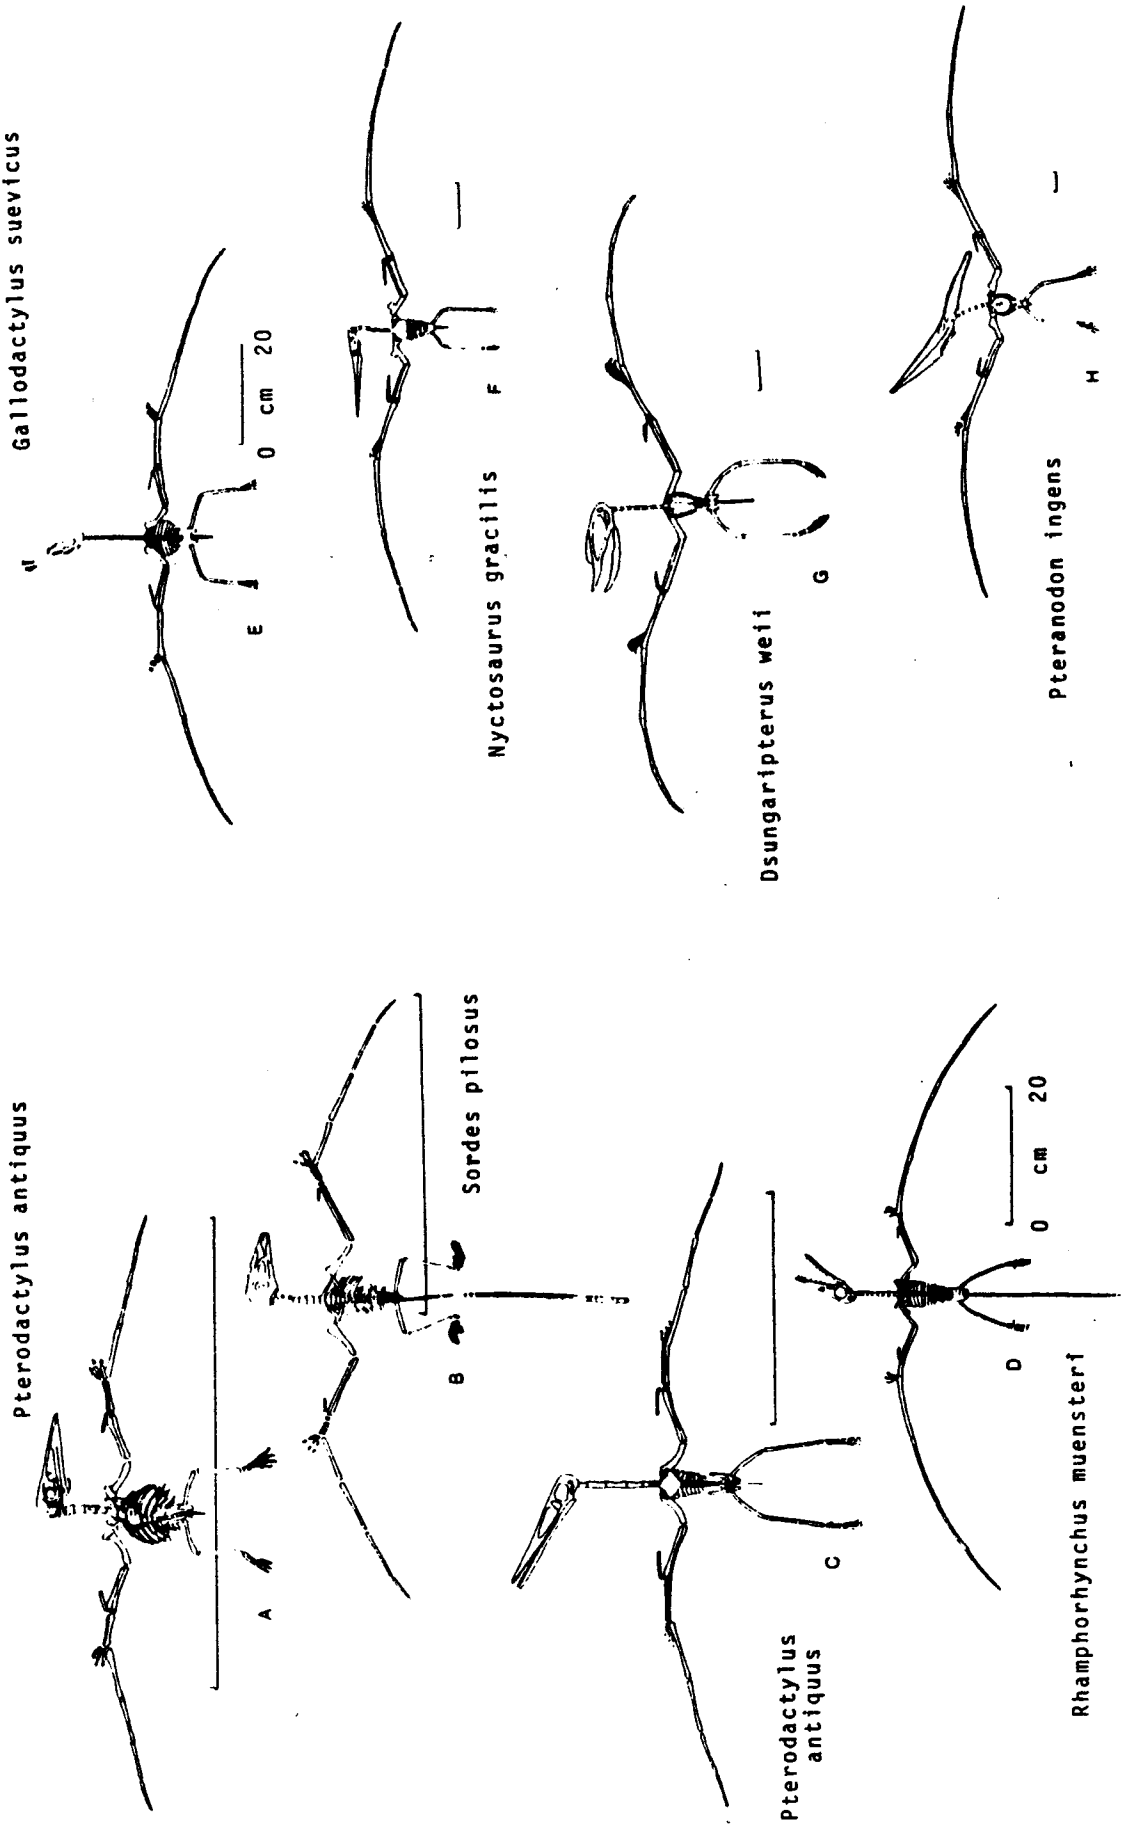 Pterodactylus antiquus
A
Sordes pilosus
B
Pterodactylus
antiquus
C
Rhamphorhynchus muensteri
D
0 cm 20
Gallodactylus suevicus
E
0 cm 20
Nyctosaurus gracilis
F
Dsungaripterus weii
G
Pteranodon ingens
H